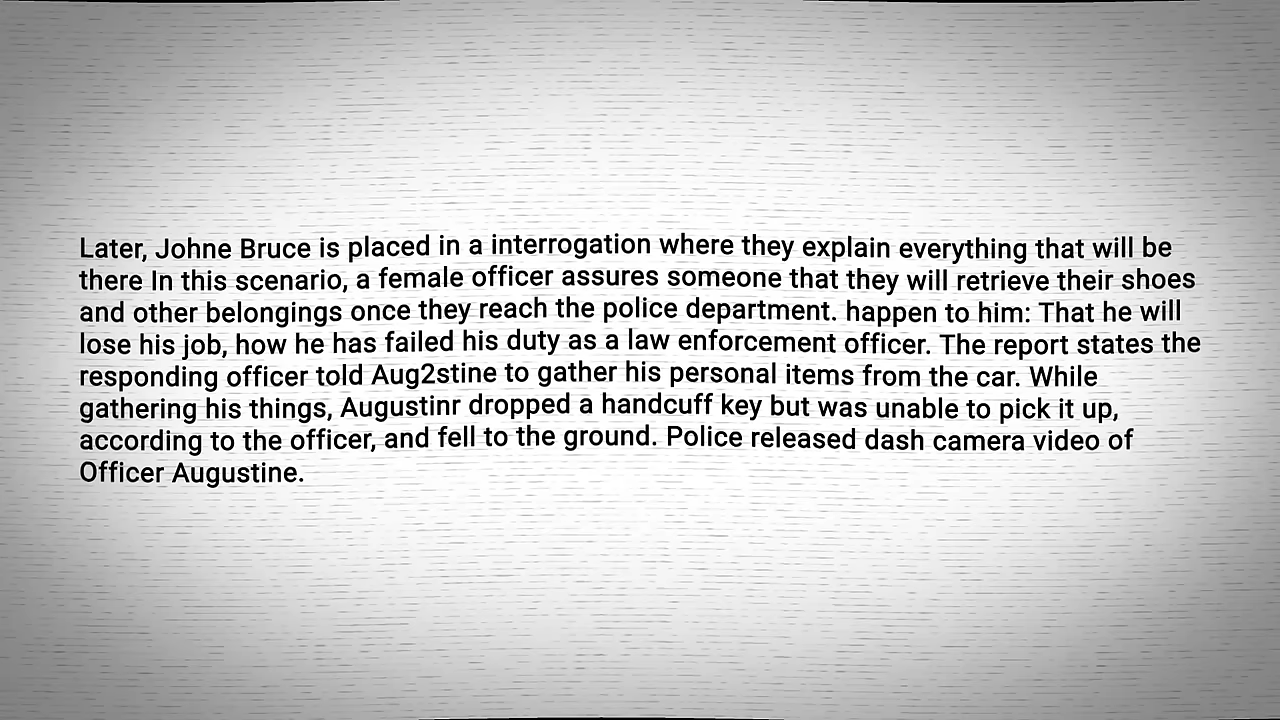 Later, Johne Bruce is placed in a interrogation where they explain everything that will be
there In this scenario, a female officer assures someone that they will retrieve their shoes
and other belongings once they reach the police department. happen to him: That he will
lose his job, how he has failed his duty as a law enforcement officer. The report states the
responding officer told Aug2stine to gather his personal items from the car. While
gathering his things, Augustinr dropped a handcuff key but was unable to pick it up,
according to the officer, and fell to the ground. Police released dash camera video of
Officer Augustine.